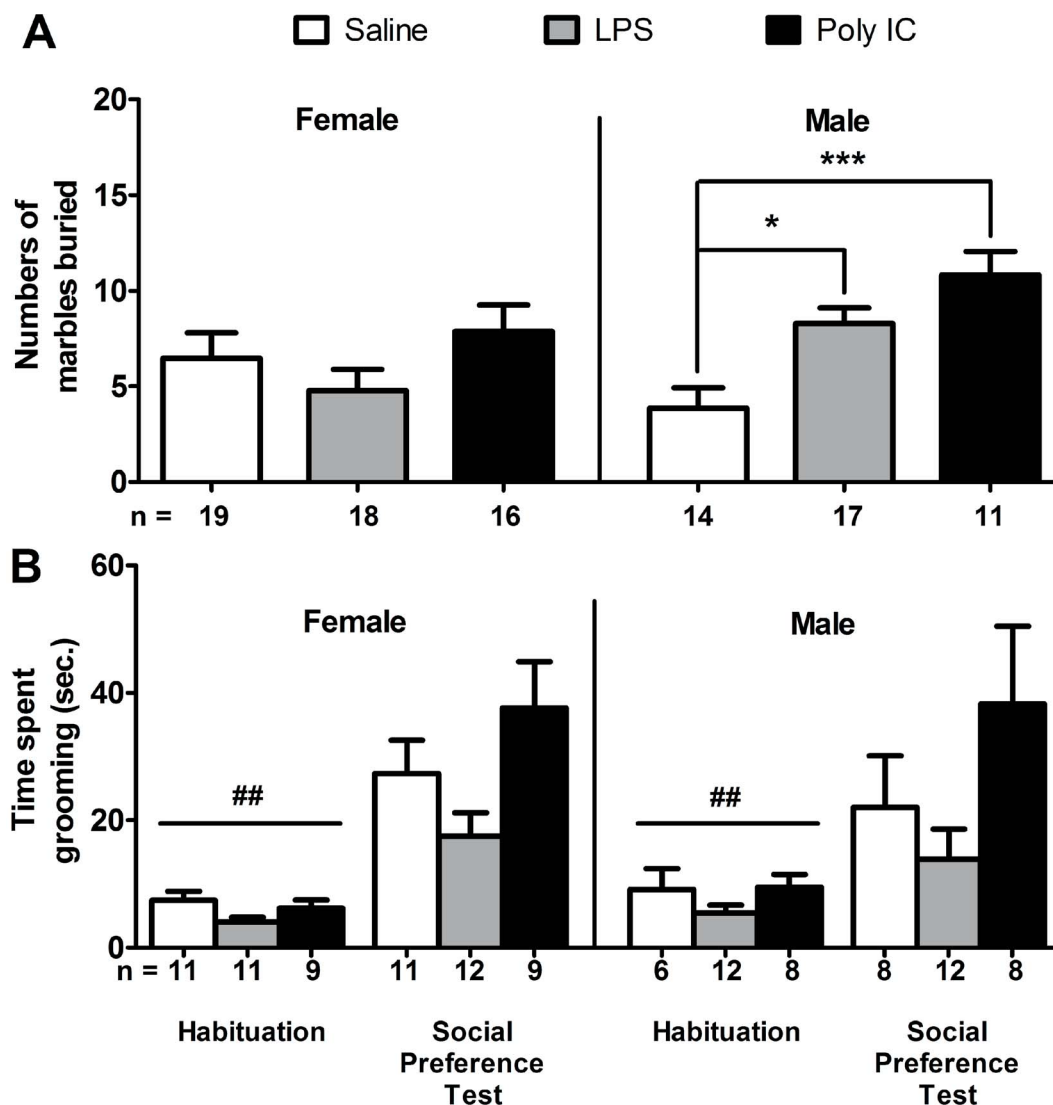 A
Saline LPS Poly IC
Female Male
Numbers of
marbles buried
20
15
10
5
0
***
*
n = 19 18 16 14 17 11
B
Female Male
Time spent
grooming (sec.)
60
40
20
0
## ##
n = 11 11 9 11 12 9 6 12 8 8 12 8
Habituation Social Habituation Social
Preference Preference
Test Test